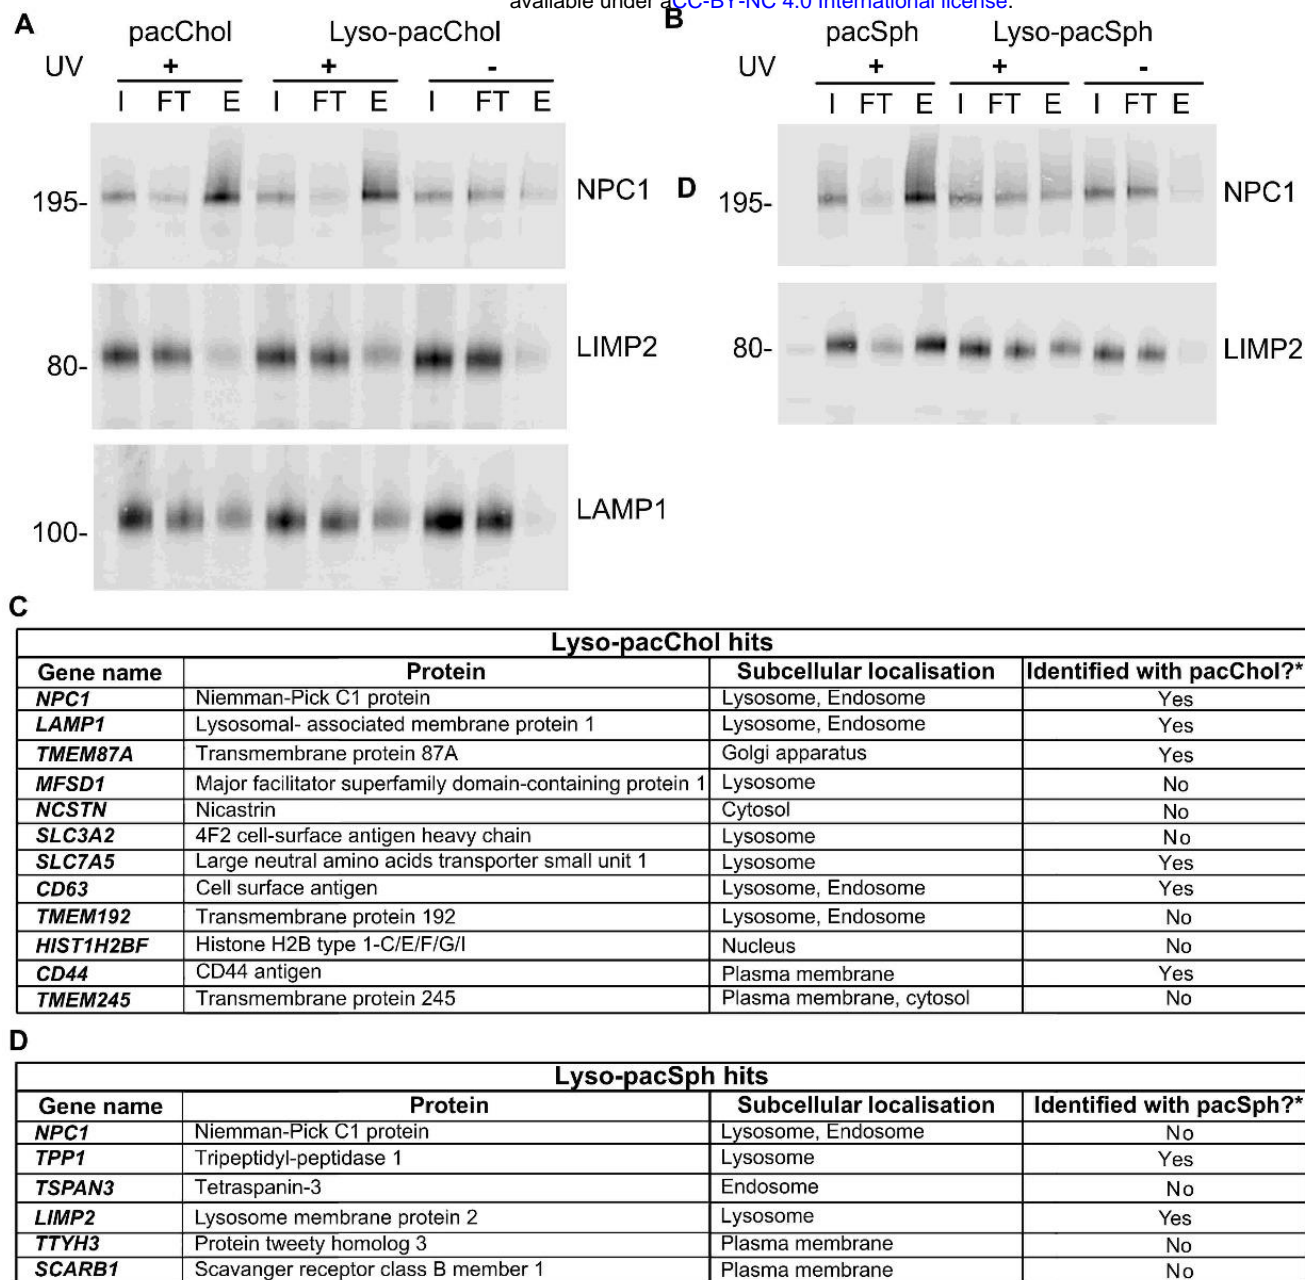 available under aCC-BY-NC 4.0 International license.
A
pacChol Lyso-pacChol
UV + + -
I FT E I FT E I FT E
195- NPC1
80- LIMP2
100- LAMP1
B
pacSph Lyso-pacSph
UV + + -
I FT E I FT E I FT E
D 195- NPC1
80- LIMP2
C
Lyso-pacChol hits
Gene name Protein Subcellular localisation Identified with pacChol?*
NPC1 Niemman-Pick C1 protein Lysosome, Endosome Yes
LAMP1 Lysosomal- associated membrane protein 1 Lysosome, Endosome Yes
TMEM87A Transmembrane protein 87A Golgi apparatus Yes
MFSD1 Major facilitator superfamily domain-containing protein 1 Lysosome No
NCSTN Nicastrin Cytosol No
SLC3A2 4F2 cell-surface antigen heavy chain Lysosome No
SLC7A5 Large neutral amino acids transporter small unit 1 Lysosome Yes
CD63 Cell surface antigen Lysosome, Endosome Yes
TMEM192 Transmembrane protein 192 Lysosome, Endosome No
HIST1H2BF Histone H2B type 1-C/E/F/G/I Nucleus No
CD44 CD44 antigen Plasma membrane Yes
TMEM245 Transmembrane protein 245 Plasma membrane, cytosol No
D
Lyso-pacSph hits
Gene name Protein Subcellular localisation Identified with pacSph?*
NPC1 Niemman-Pick C1 protein Lysosome, Endosome No
TPP1 Tripeptidyl-peptidase 1 Lysosome Yes
TSPAN3 Tetraspanin-3 Endosome No
LIMP2 Lysosome membrane protein 2 Lysosome Yes
TTYH3 Protein tweety homolog 3 Plasma membrane No
SCARB1 Scavanger receptor class B member 1 Plasma membrane No